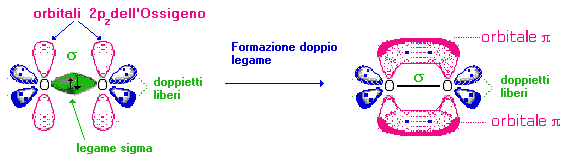 orbitali 2pz dell'Ossigeno
σ
O
O
doppietti
liberi
legame sigma
Formazione doppio
legame
orbitale π
σ
O
O
doppietti
liberi
orbitale π